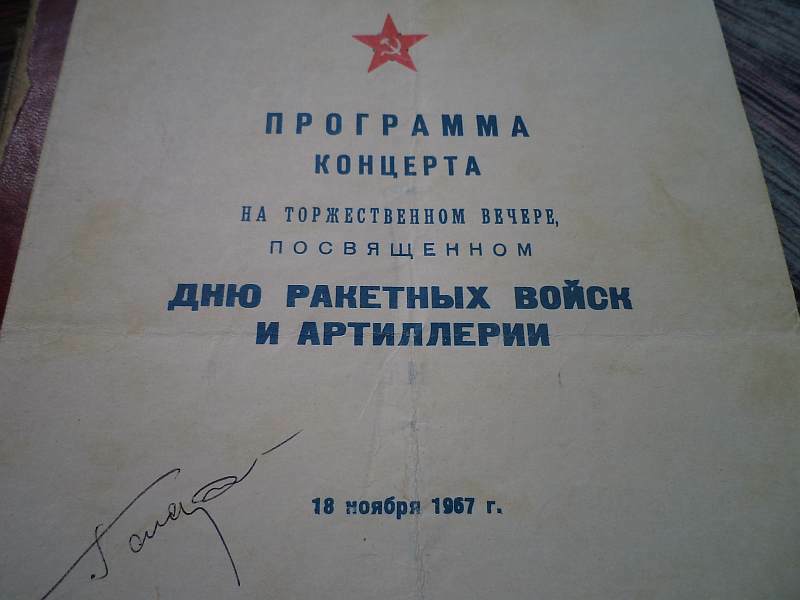 ПРОГРАММА
КОНЦЕРТА
НА ТОРЖЕСТВЕННОМ ВЕЧЕРЕ,
ПОСВЯЩЕННОМ
ДНЮ РАКЕТНЫХ ВОЙСК
И АРТИЛЛЕРИИ
18 ноября 1967 г.